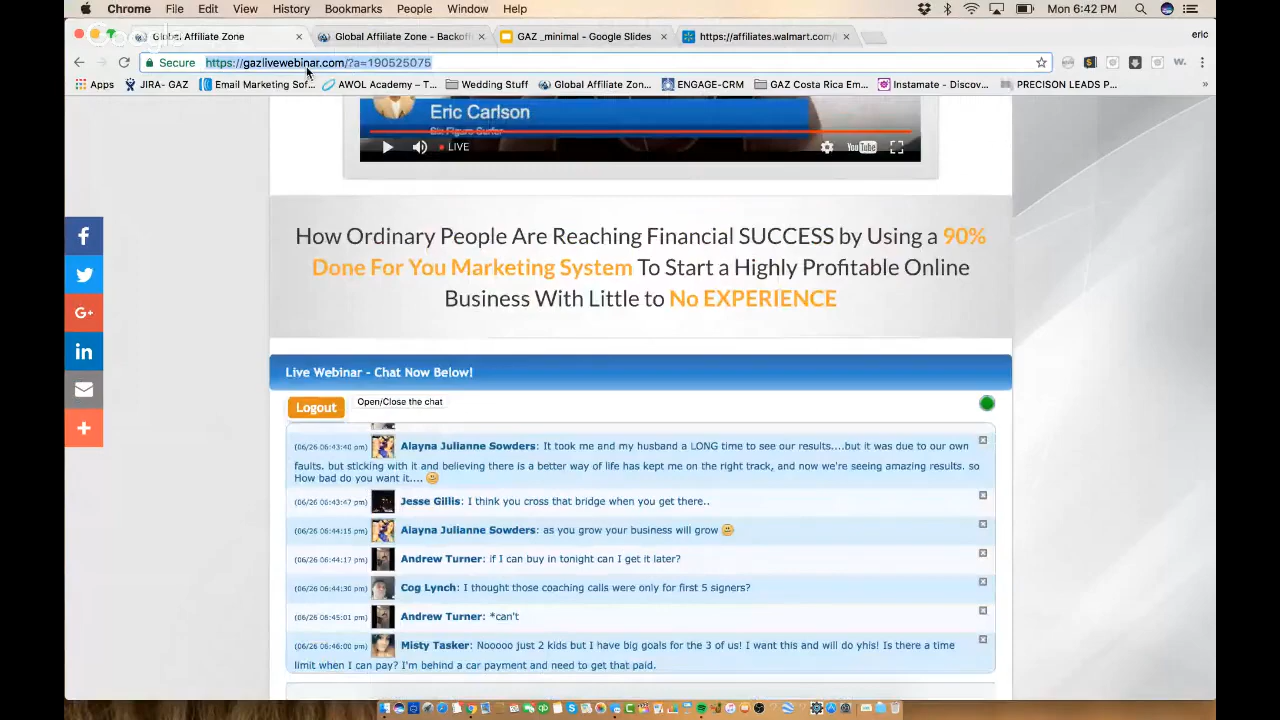 Chrome File Edit View History Bookmarks People Window Help Mon 6:42 PM
Global Affiliate Zone Global Affiliate Zone - Backoffi GAZ _minimal - Google Slides https://affiliates.walmart.com/ eric
Secure https://gazlivewebinar.com/?a=190525075
Apps JIRA- GAZ Email Marketing Sof... AWOL Academy – T... Wedding Stuff Global Affiliate Zon... ENGAGE-CRM GAZ Costa Rica Em... Instamate - Discov... PRECISON LEADS P... »
Eric Carlson
Six Figure Surfer
LIVE YouTube
How Ordinary People Are Reaching Financial SUCCESS by Using a 90%
Done For You Marketing System To Start a Highly Profitable Online
Business With Little to No EXPERIENCE
Live Webinar - Chat Now Below!
Logout Open/Close the chat
(06/26 06:43:40 pm) Alayna Julianne Sowders: It took me and my husband a LONG time to see our results....but it was due to our own
faults. but sticking with it and believing there is a better way of life has kept me on the right track, and now we're seeing amazing results. so
How bad do you want it....
(06/26 06:43:47 pm) Jesse Gillis: I think you cross that bridge when you get there..
(06/26 06:44:15 pm) Alayna Julianne Sowders: as you grow your business will grow
(06/26 06:44:17 pm) Andrew Turner: if I can buy in tonight can I get it later?
(06/26 06:44:30 pm) Cog Lynch: I thought those coaching calls were only for first 5 signers?
(06/26 06:45:01 pm) Andrew Turner: *can't
(06/26 06:46:00 pm) Misty Tasker: Nooooo just 2 kids but I have big goals for the 3 of us! I want this and will do yhis! Is there a time
limit when I can pay? I'm behind a car payment and need to get that paid.